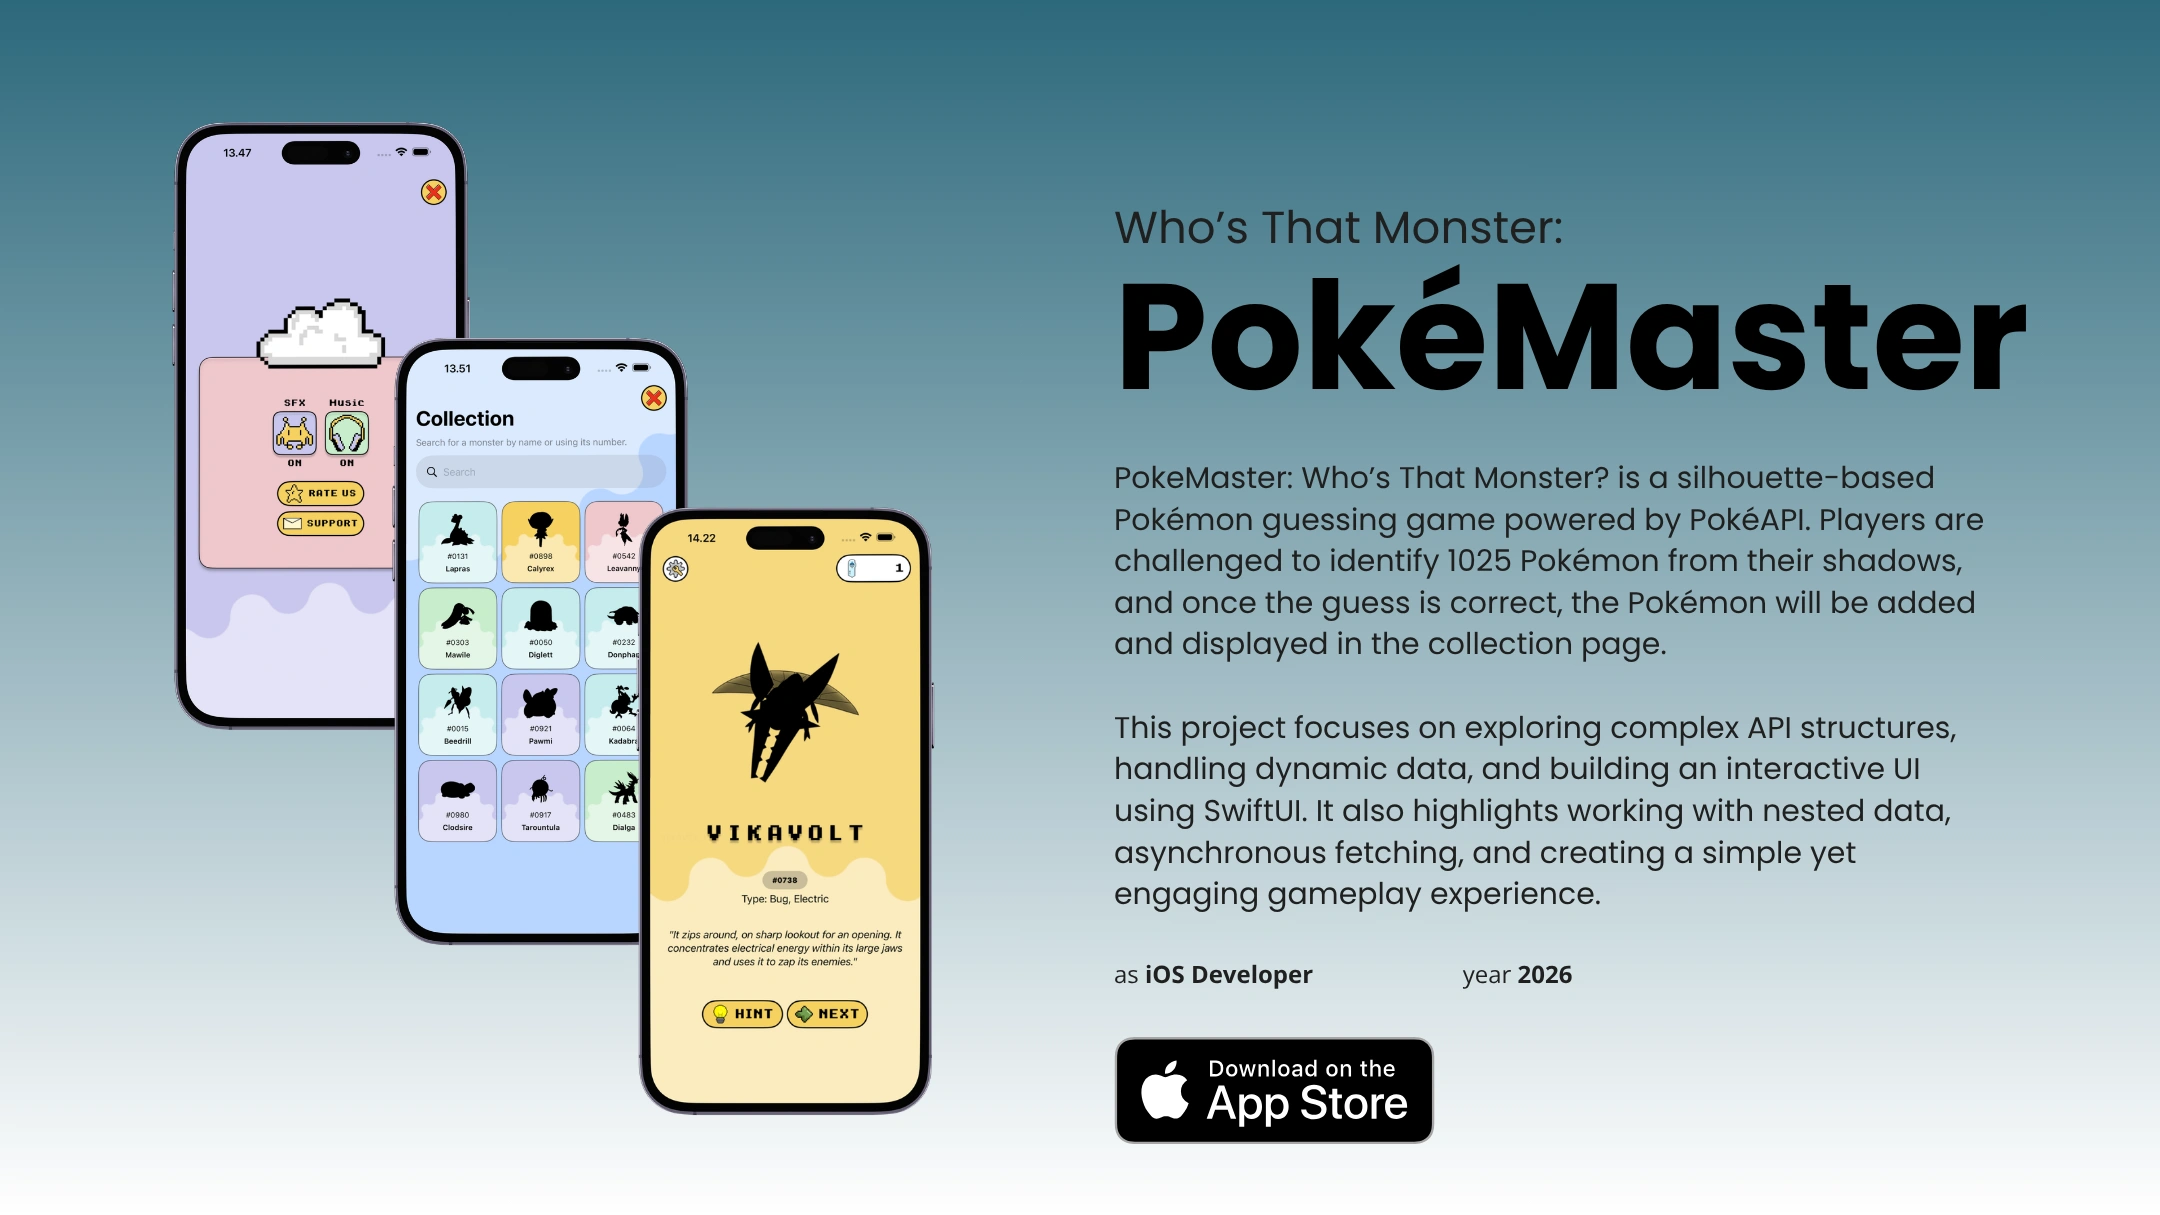 13.47
SFX Music
ON ON
RATE US
SUPPORT
13.51
Collection
Search for a monster by name or using its number.
Search
#0131 #0898 #0542
Lapras Calyrex Leavanny
#0303 #0050 #0232
Mawile Diglett Donphan
#0015 #0921 #0064
Beedrill Pawmi Kadabra
#0980 #0917 #0483
Clodsire Tarountula Dialga
14.22
1
VIKAVOLT
#0738
Type: Bug, Electric
"It zips around, on sharp lookout for an opening. It
concentrates electrical energy within its large jaws
and uses it to zap its enemies."
HINT NEXT
Who’s That Monster:
PokéMaster
PokeMaster: Who’s That Monster? is a silhouette-based
Pokémon guessing game powered by PokéAPI. Players are
challenged to identify 1025 Pokémon from their shadows,
and once the guess is correct, the Pokémon will be added
and displayed in the collection page.
This project focuses on exploring complex API structures,
handling dynamic data, and building an interactive UI
using SwiftUI. It also highlights working with nested data,
asynchronous fetching, and creating a simple yet
engaging gameplay experience.
as iOS Developer year 2026
Download on the
App Store